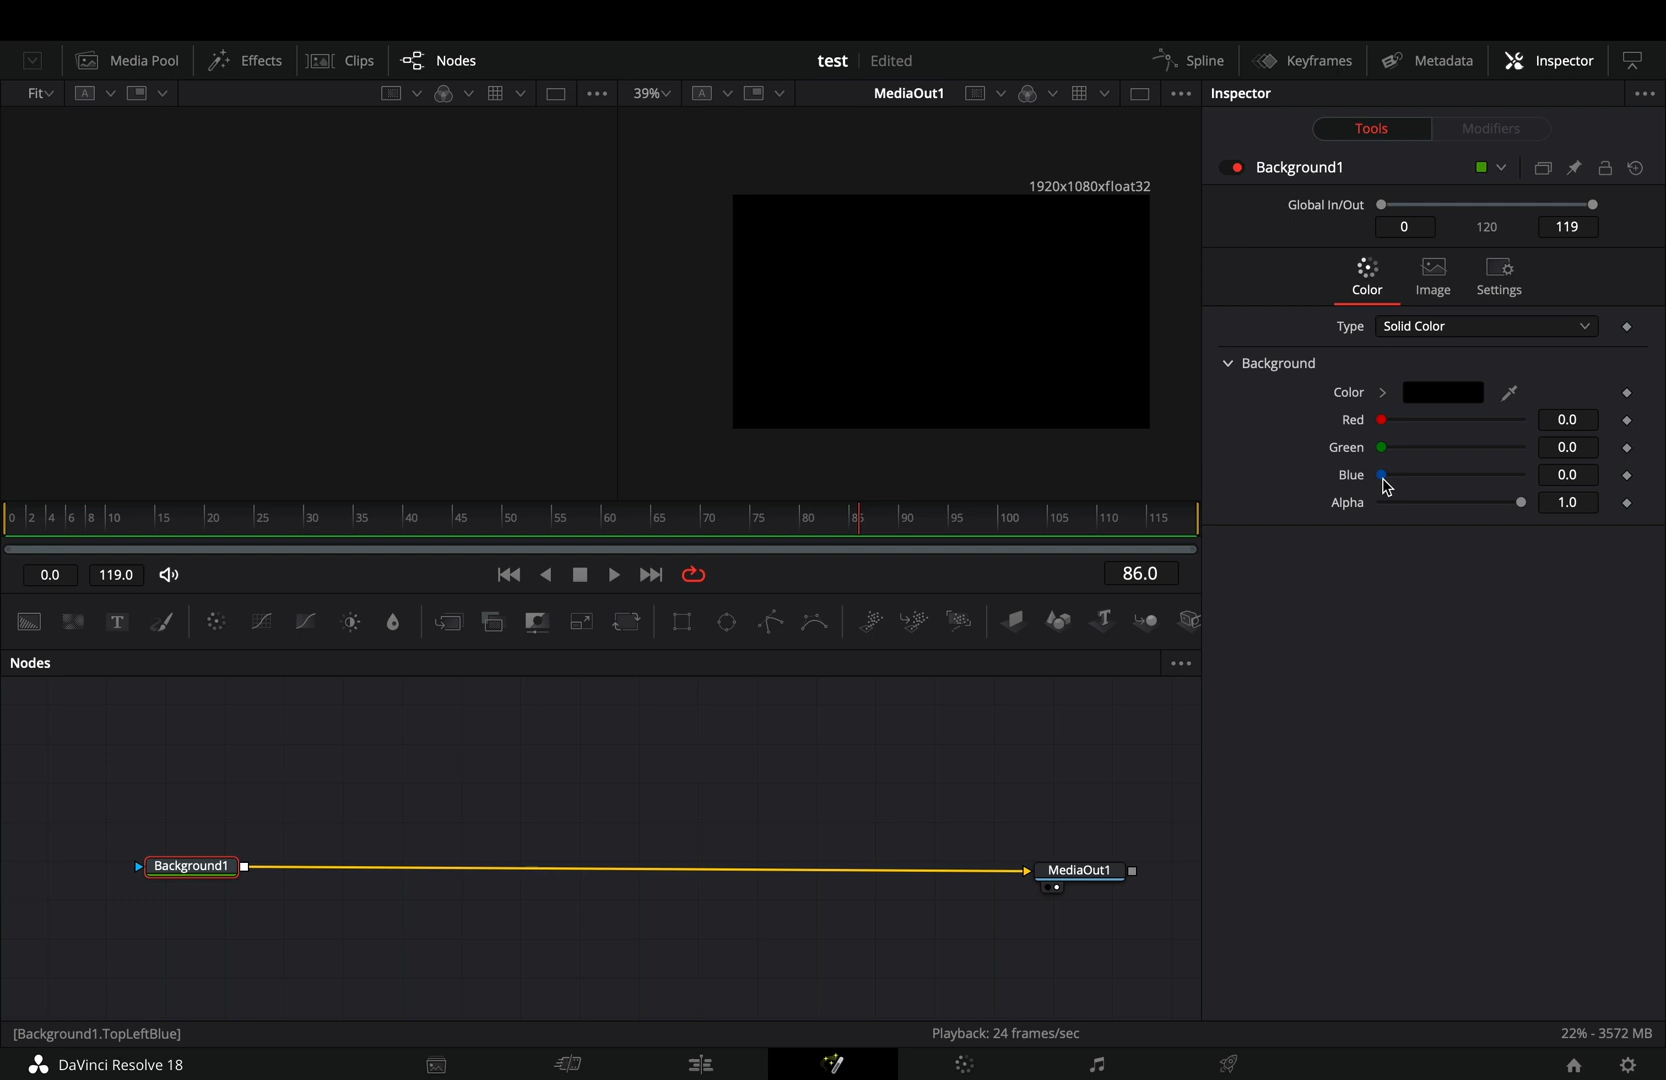 Media Pool Effects Clips Nodes test Edited Spline Keyframes Metadata Inspector
Fit A 39% A MediaOut1 Inspector
Tools Modifiers
Background1
1920x1080xfloat32
Global In/Out
0 120 119
Color Image Settings
Type Solid Color
Background
Color
Red 0.0
Green 0.0
Blue 0.0
Alpha 1.0
0 2 4 6 8 10 15 20 25 30 35 40 45 50 55 60 65 70 75 80 85 90 95 100 105 110 115
0.0 119.0 86.0
T T
Nodes
Background1 MediaOut1
[Background1.TopLeftBlue] Playback: 24 frames/sec 22% - 3572 MB
DaVinci Resolve 18